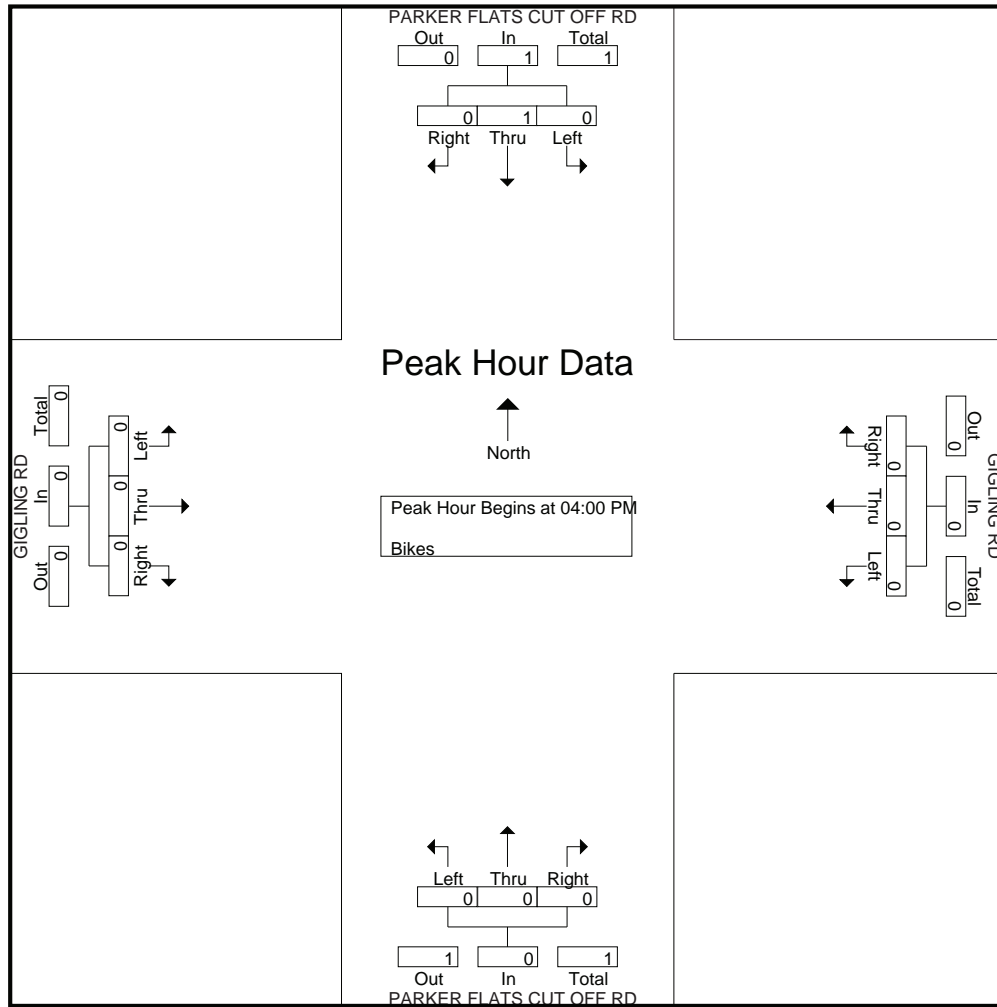 PARKER FLATS CUT OFF RD
Out In Total
0 1 1
0 1 0
Right Thru Left
Peak Hour Data
North
Peak Hour Begins at 04:00 PM
Bikes
GIGLING RD
Out In Total
0 0 0
Left Thru Right
0 0 0
GIGLING RD
Out In Total
0 0 0
Right Thru Left
0 0 0
Left Thru Right
0 0 0
1 0 1
Out In Total
PARKER FLATS CUT OFF RD